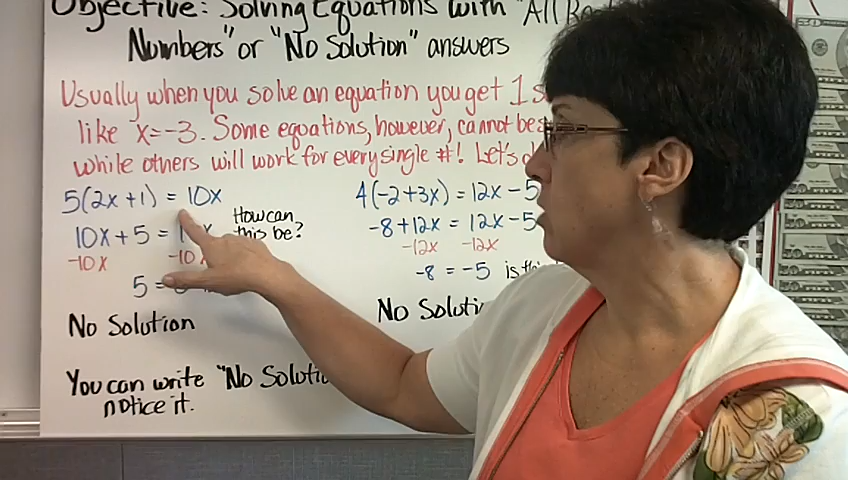 Objective: Solving Equations with "All
Numbers" or "No Solution" answers
Usually when you solve an equation you get 1
like x=-3. Some equations, however, cannot be
while others will work for every single #! Let's
5(2x+1) = 10x
10x+5 =
-10x -10x
5 =
How can
this be?
No Solution
4(-2+3x) = 12x-5
-8+12x = 12x-5
-12x -12x
-8 = -5 is
No
You can write "No
notice it.